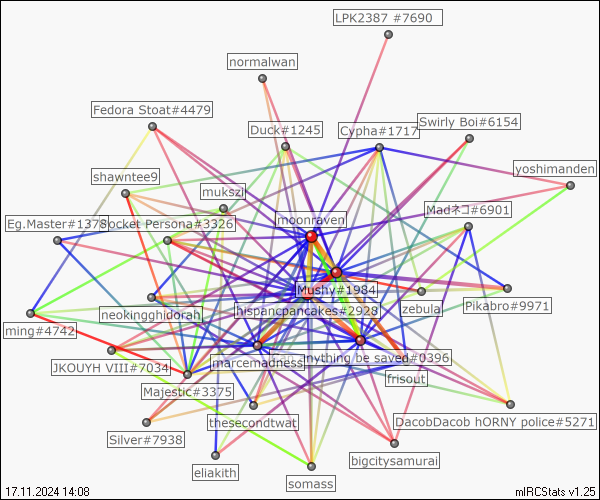 LPK2387 #7690
normalwan
Fedora Stoat#4479
Swirly Boi#6154
Duck#1245
Cypha#1717
yoshimanden
shawntee9
mukszi
Madネコ#6901
moonraven
Eg.Master#1378
ocket Persona#3326
Mushy#1984
Pikabro#9971
zebula
neokingghidorah
hispancpancakes#2928
ming#4742
anything be saved#0396
marcemadness
JKOUYH VIII#7034
frisout
Majestic#3375
thesecondtwat
DacobDacob hORNY police#5271
Silver#7938
bigcitysamurai
eliakith
somass
17.11.2024 14:08
mIRCStats v1.25